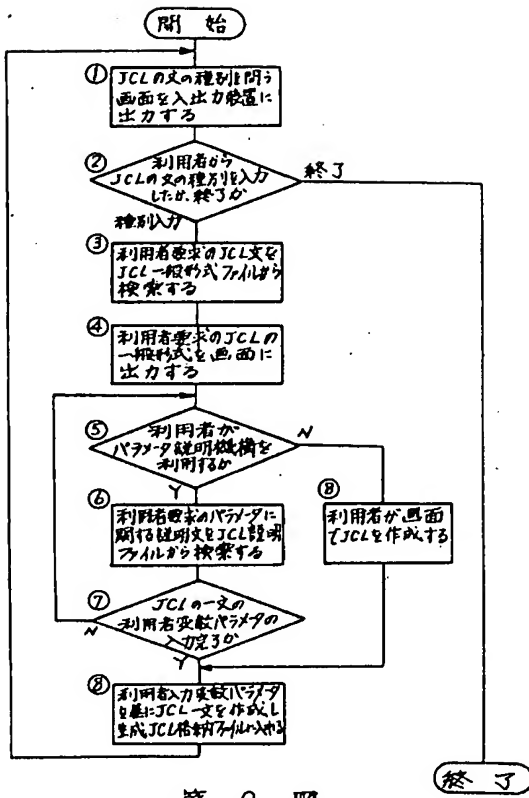 開 始
①
JCLの文の種別を問う
画面を入出力装置に
出力する
②
利用者から
JCLの文の種別を入力
したか、終了か
終了
種別入力
③
利用者要求のJCL文を
JCL一般形式ファイルから
検索する
④
利用者要求のJCLの
一般形式を画面に
出力する
⑤
利用者が
パラメータ説明機構を
利用するか
N
Y
⑥
利用者要求のパラメータに
関する説明文をJCL説明
ファイルから検索する
⑧
利用者が画面
でJCLを作成する
⑦
JCLの一文の
利用者変数パラメータの
入力完了か
N
Y
⑧
利用者入力変数パラメータ
を基にJCL一文を作成し
生成JCL格納ファイルに入れる
終 了
第 2 図